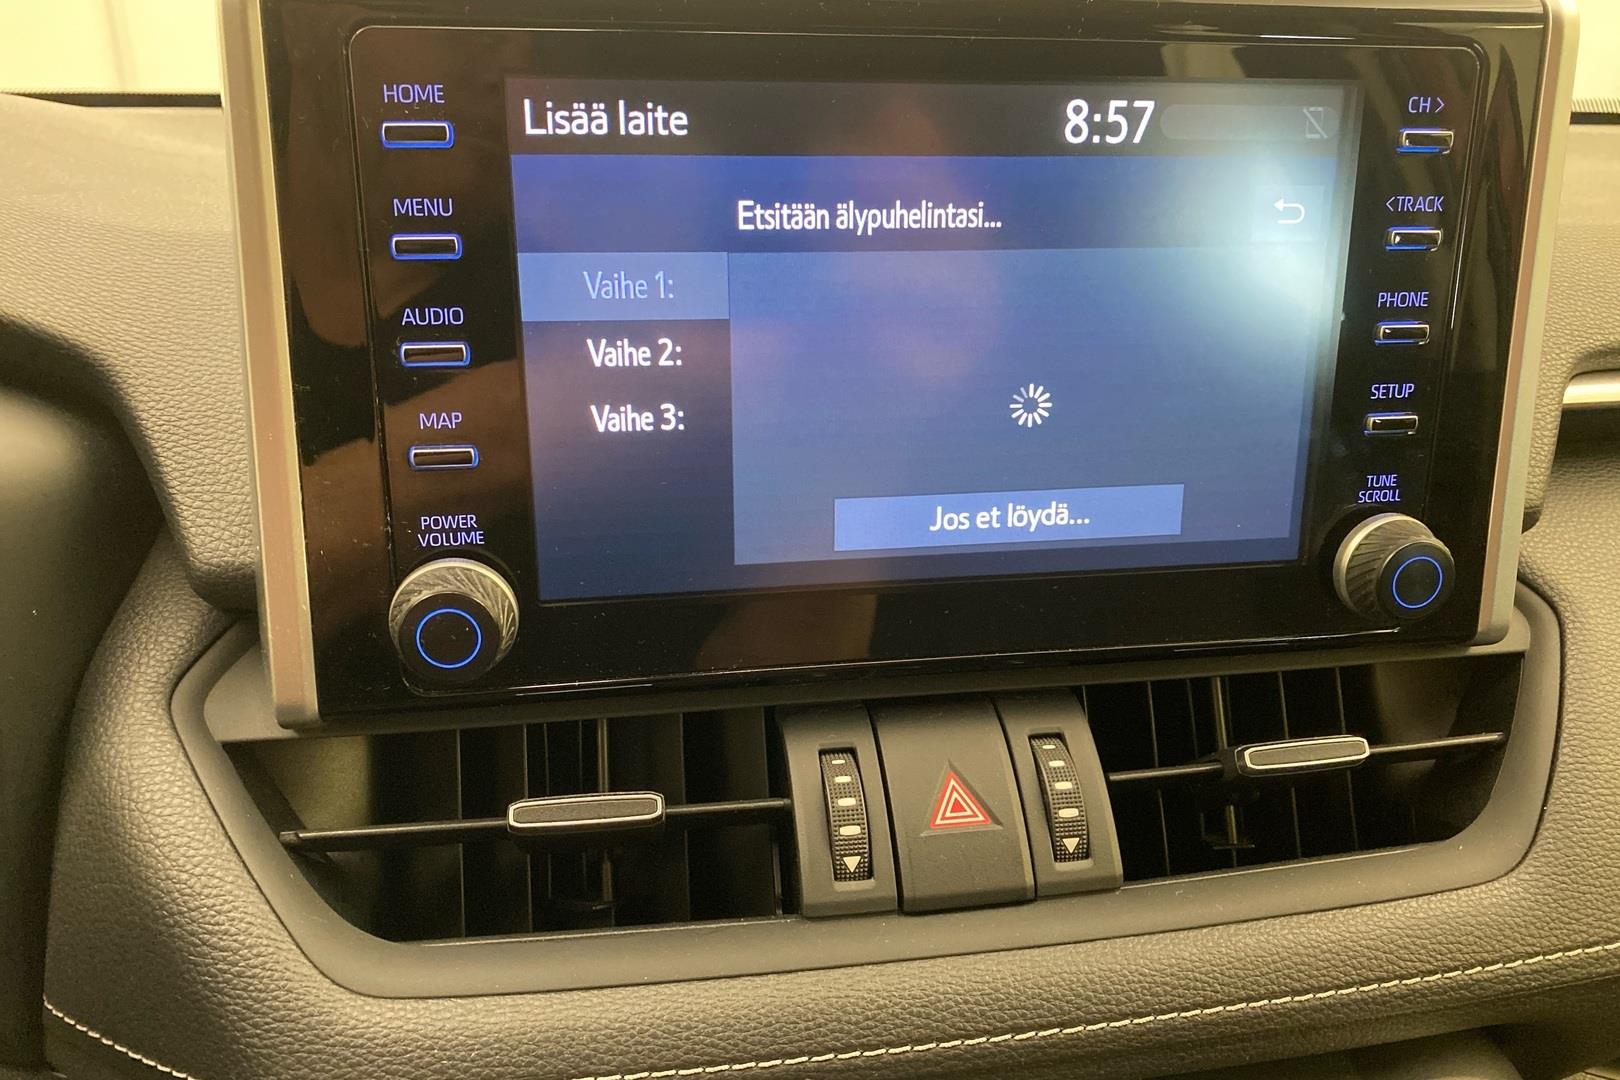 HOME
MENU
AUDIO
MAP
POWER
VOLUME
Lisää laite
8:57
Etsitään älypuhelintasi...
Vaihe 1:
Vaihe 2:
Vaihe 3:
Jos et löydä...
CH >
< TRACK
PHONE
SETUP
TUNE
SCROLL